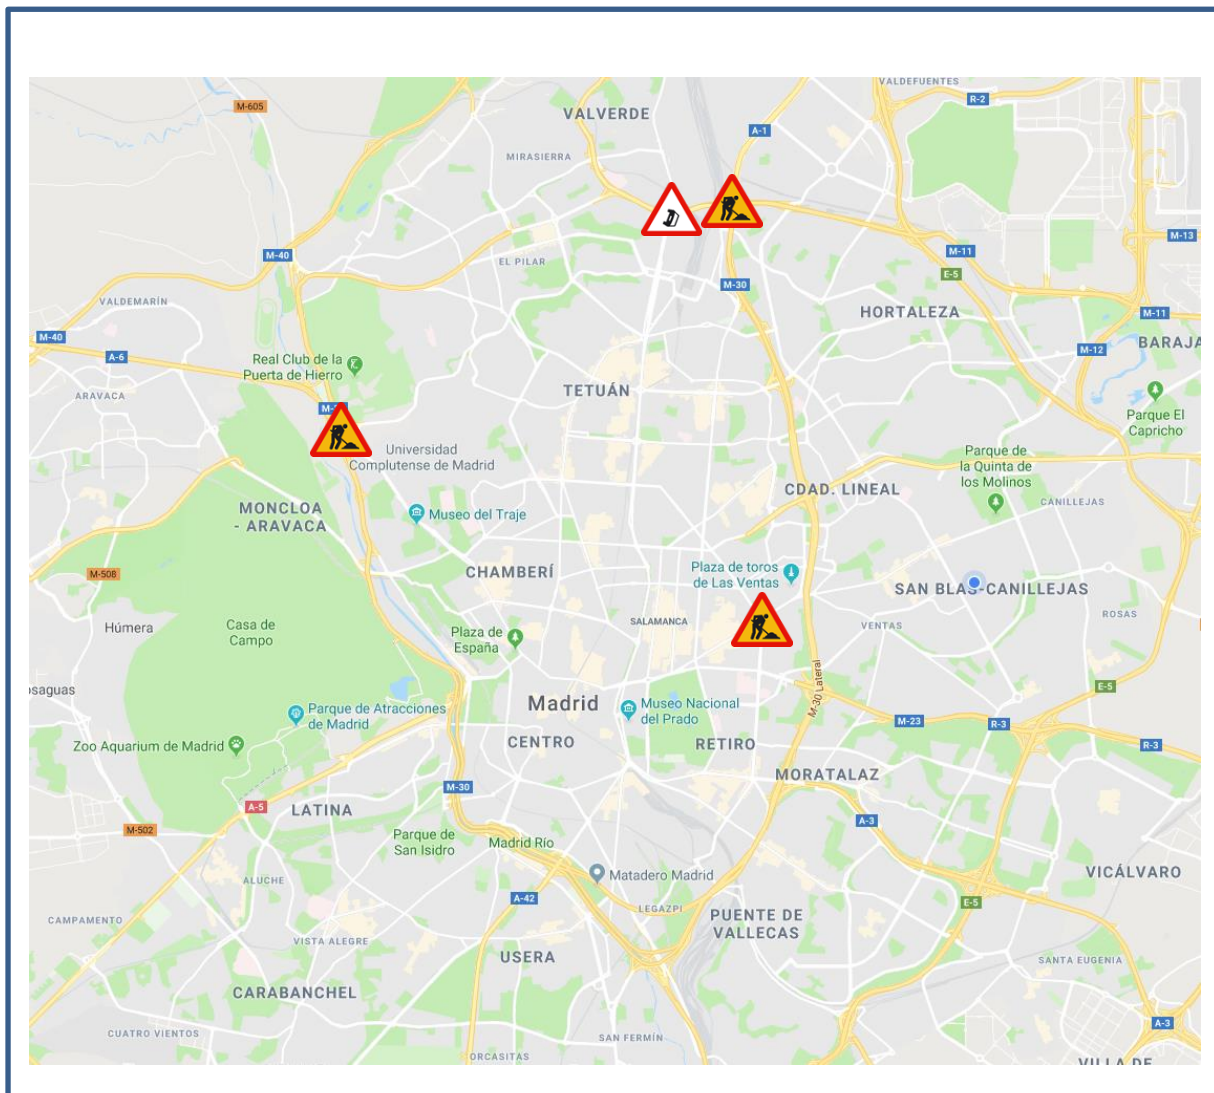 VALDEFUENTES
M-605
R-2
VALVERDE
A-1
MIRASIERRA
M-13
M-40
EL PILAR
M-11
E-5
M-30
VALDEMARÍN
HORTALEZA
M-11
M-40
A-6
M-12
BARAJA
Real Club de la
Puerta de Hierro
TETUÁN
ARAVACA
Parque El
Capricho
Universidad
Complutense de Madrid
Parque de
la Quinta de
los Molinos
CDAD. LINEAL
CANILLEJAS
MONCLOA
- ARAVACA
Museo del Traje
M-508
CHAMBERÍ
Plaza de toros
de Las Ventas
SAN BLAS-CANILLEJAS
ROSAS
Húmera
Casa de
Campo
Plaza de
España
SALAMANCA
VENTAS
osaguas
E-5
M-30 Lateral
Madrid
Museo Nacional
del Prado
Parque de Atracciones
de Madrid
M-23
R-3
Zoo Aquarium de Madrid
CENTRO
RETIRO
R-3
MORATALAZ
M-30
A-5
LATINA
A-3
M-502
Parque de
San Isidro
Madrid Río
Matadero Madrid
VICÁLVARO
ALUCHE
A-42
LEGAZPI
E-5
CAMPAMENTO
PUENTE DE
VALLECAS
VISTA ALEGRE
USERA
SANTA EUGENIA
CARABANCHEL
A-3
CUATRO VIENTOS
SAN FERMÍN
ORCASITAS
VILLA DE